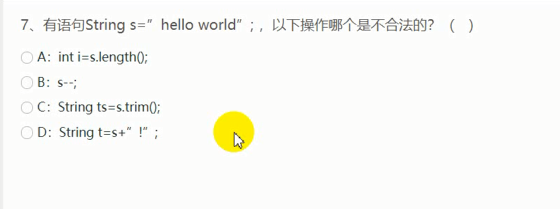 7、有语句String s=”hello world”;，以下操作哪个是不合法的？（ ）
A：int i=s.length();
B：s--;
C：String ts=s.trim();
D：String t=s+”!”;